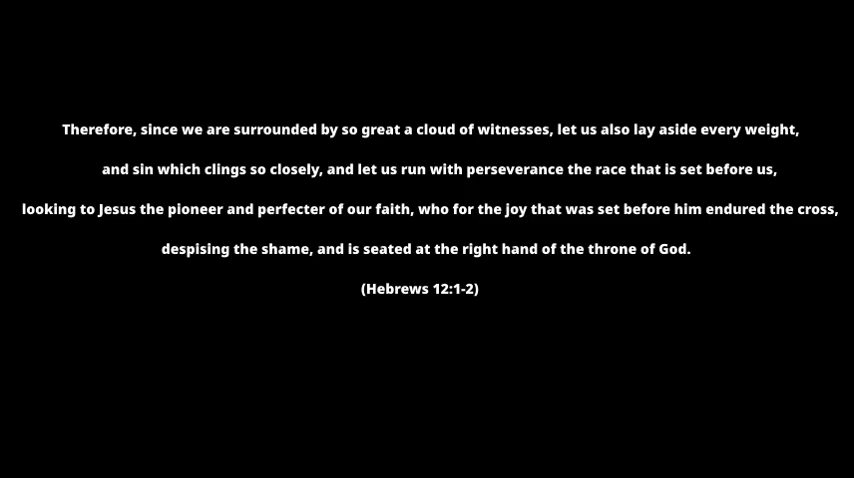 Therefore, since we are surrounded by so great a cloud of witnesses, let us also lay aside every weight,
and sin which clings so closely, and let us run with perseverance the race that is set before us,
looking to Jesus the pioneer and perfecter of our faith, who for the joy that was set before him endured the cross,
despising the shame, and is seated at the right hand of the throne of God.
(Hebrews 12:1-2)